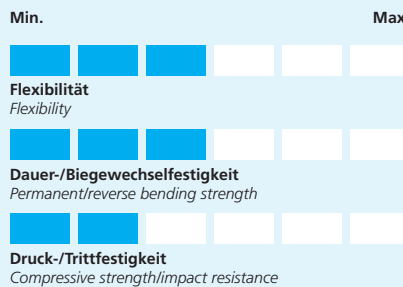 Min. Max
Flexibilität
Flexibility
Dauer-/Biegewechselfestigkeit
Permanent/reverse bending strength
Druck-/Trittfestigkeit
Compressive strength/impact resistance